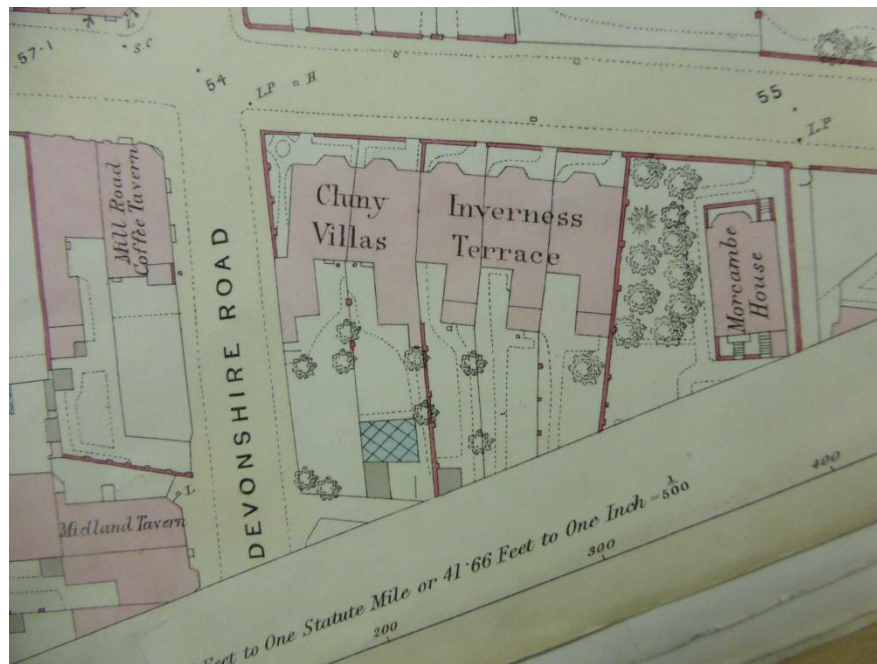 57·1
S.C
54
L.P
H
55
L.P
Mill Road
Coffee Tavern
Cluny
Villas
Inverness
Terrace
Morcambe
House
DEVONSHIRE ROAD
L
Midland Tavern
Feet to One Statute Mile or 41·66 Feet to One Inch = 1/500
200
300
400